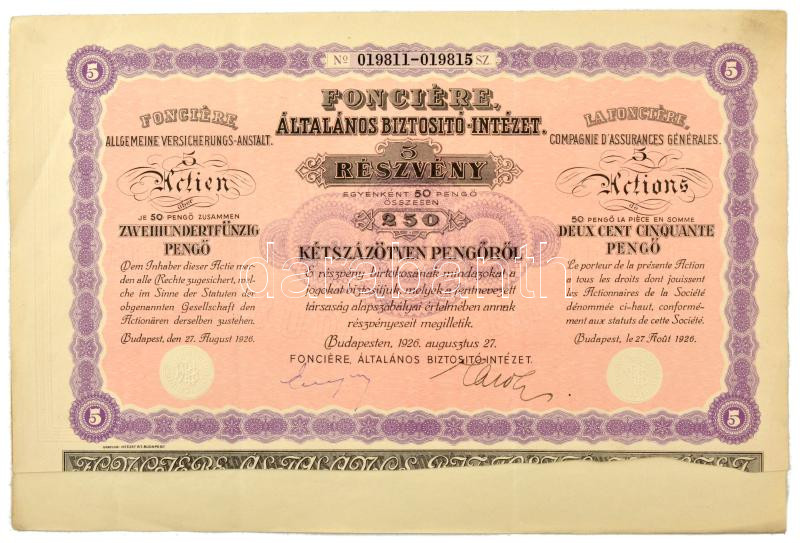 Nº 019811-019815 SZ.
5
5
FONCIÉRE,
ÁLTALÁNOS BIZTOSITÓ-INTÉZET.
5
RÉSZVÉNY
EGYENKÉNT 50 PENGŐ
ÖSSZESEN
250
KÉTSZÁZÖTVEN PENGŐRŐL
E részvény birtokosának mindazokat a
jogokat biztosítjuk, melyek a fentnevezett
társaság alapszabályai értelmében annak
részvényeseit megilletik.
Budapesten, 1926. augusztus 27.
FONCIÈRE, ÁLTALÁNOS BIZTOSITÓ-INTÉZET.
FONCIÈRE,
ALLGEMEINE VERSICHERUNGS-ANSTALT.
5
Actien
über
JE 50 PENGŐ ZUSAMMEN
ZWEIHUNDERTFÜNZIG
PENGŐ
Dem Inhaber dieser Actie wer-
den alle Rechte zugesichert, wel-
che im Sinne der Statuten der
obgenannten Gesellschaft den
Actionären derselben zustehen.
Budapest, den 27. August 1926.
LA FONCIÈRE,
COMPAGNIE D'ASSURANCES GÉNÉRALES.
5
Actions
de
50 PENGŐ LA PIÈCE EN SOMME
DEUX CENT CINQUANTE
PENGŐ
Le porteur de la présente Action
a tous les droits dont jouissent
les Actionnaires de la Société
dénommée ci-haut, conformé-
ment aux statuts de cette Société.
Budapest, le 27 Août 1926.
5
5
darabanth